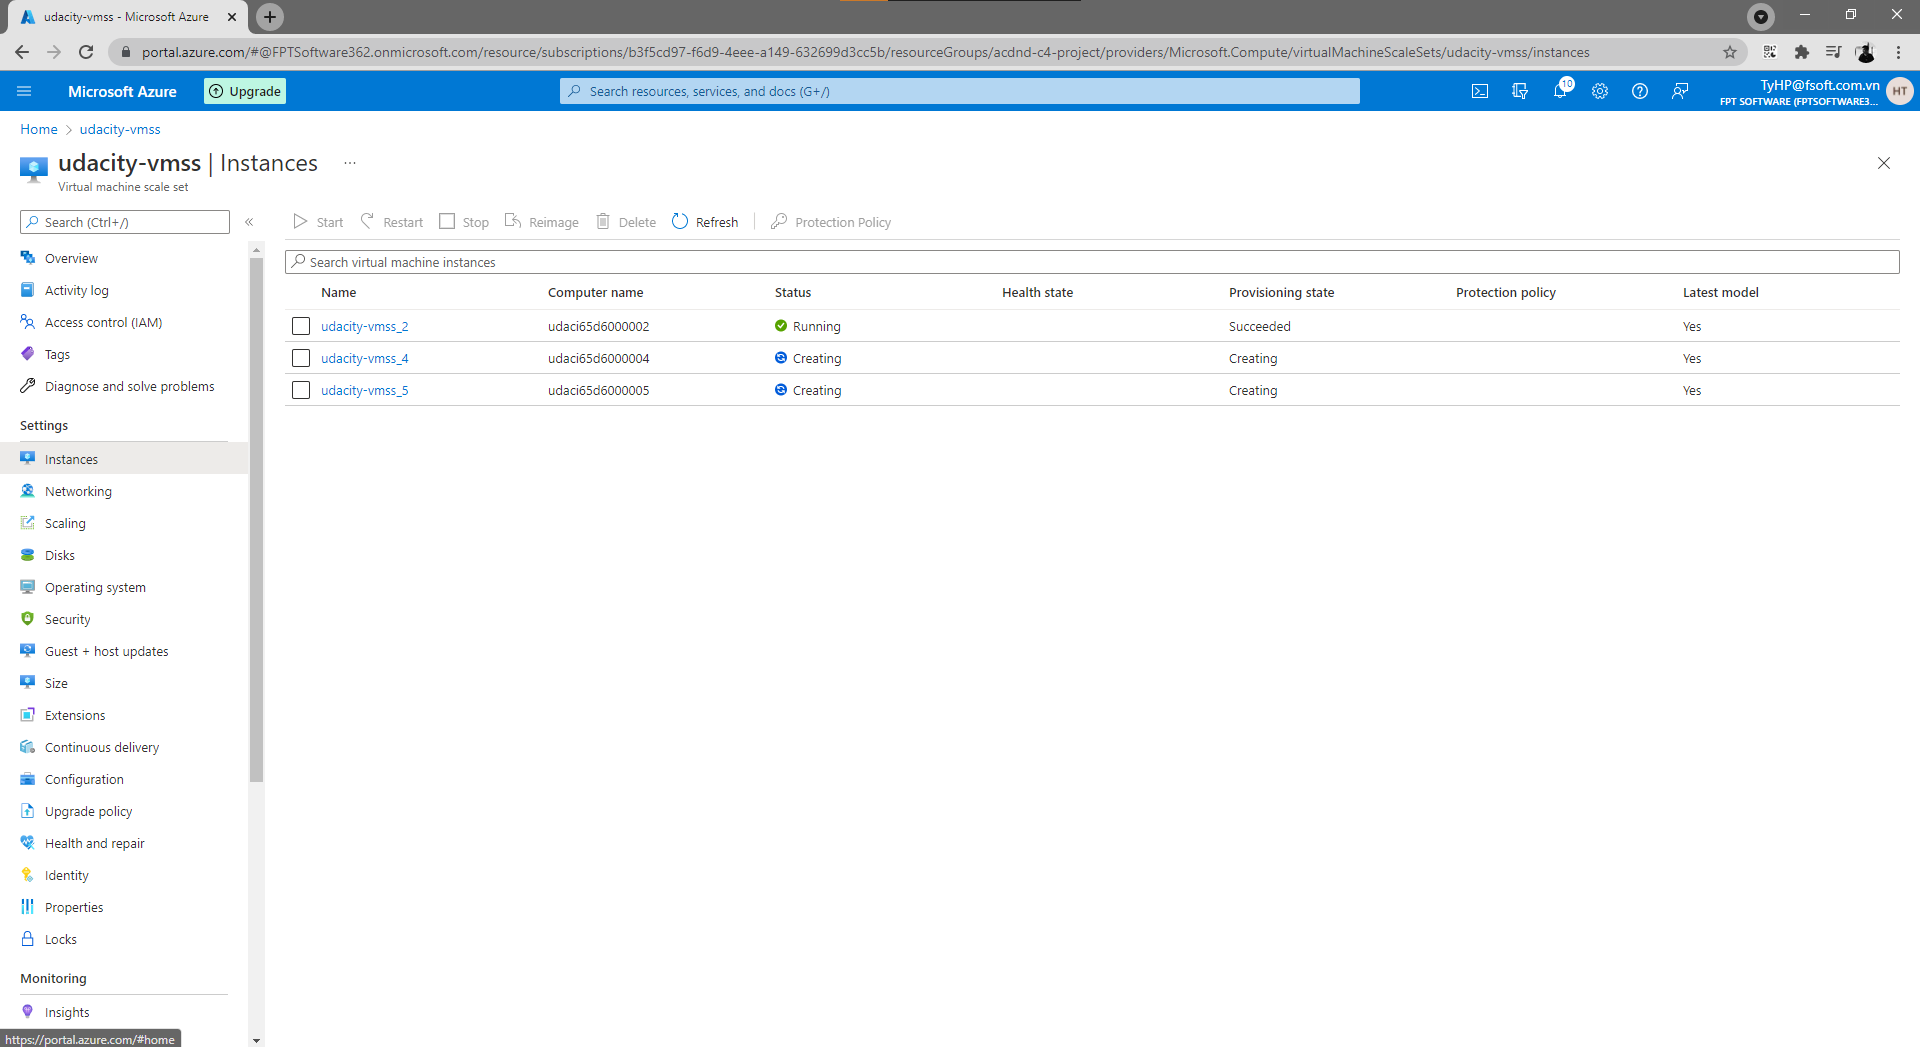 udacity-vmss - Microsoft Azure
portal.azure.com/#@FPTSoftware362.onmicrosoft.com/resource/subscriptions/b3f5cd97-f6d9-4eee-a149-632699d3cc5b/resourceGroups/acdnd-c4-project/providers/Microsoft.Compute/virtualMachineScaleSets/udacity-vmss/instances
Microsoft Azure
Upgrade
Search resources, services, and docs (G+/)
10
TyHP@fsoft.com.vn
FPT SOFTWARE (FPTSOFTWARE3...
HT
Home > udacity-vmss
udacity-vmss | Instances ...
Virtual machine scale set
Search (Ctrl+/)
«
Start Restart Stop Reimage Delete Refresh Protection Policy
Search virtual machine instances
Name Computer name Status Health state Provisioning state Protection policy Latest model
udacity-vmss_2 udaci65d6000002 Running Succeeded Yes
udacity-vmss_4 udaci65d6000004 Creating Creating Yes
udacity-vmss_5 udaci65d6000005 Creating Creating Yes
Overview
Activity log
Access control (IAM)
Tags
Diagnose and solve problems
Settings
Instances
Networking
Scaling
Disks
Operating system
Security
Guest + host updates
Size
Extensions
Continuous delivery
Configuration
Upgrade policy
Health and repair
Identity
Properties
Locks
Monitoring
Insights
https://portal.azure.com/#home